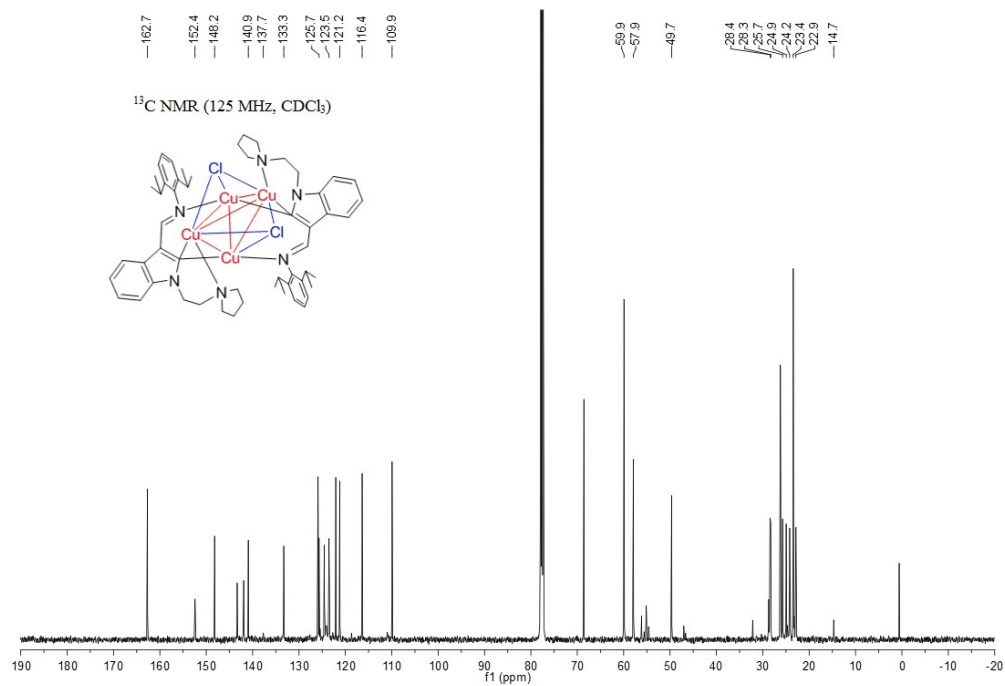 162.7
152.4
148.2
140.9
137.7
133.3
125.7
123.5
121.2
116.4
109.9
59.9
57.9
49.7
28.4
28.3
25.7
24.9
24.2
23.4
22.9
14.7
¹³C NMR (125 MHz, CDCl₃)
N
Cl
N
Cu
Cu
N
Cu
Cl
N
Cu
N
N
N
190 180 170 160 150 140 130 120 110 100 90 80 70 60 50 40 30 20 10 0 -10 -20
f1 (ppm)